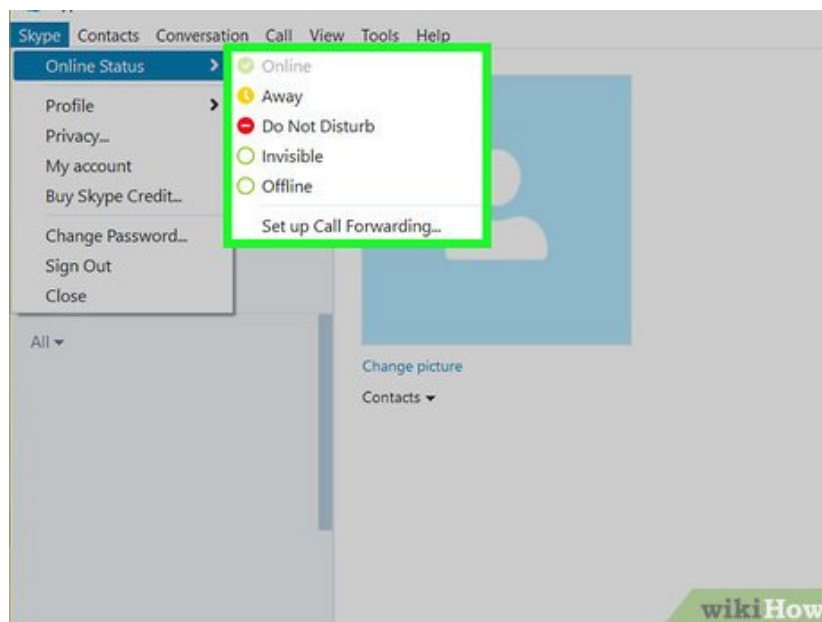 Skype Contacts Conversation Call View Tools Help
Online Status
Online
Away
Do Not Disturb
Invisible
Offline
Set up Call Forwarding...
Profile
Privacy...
My account
Buy Skype Credit...
Change Password...
Sign Out
Close
All
Change picture
Contacts
wikiHow